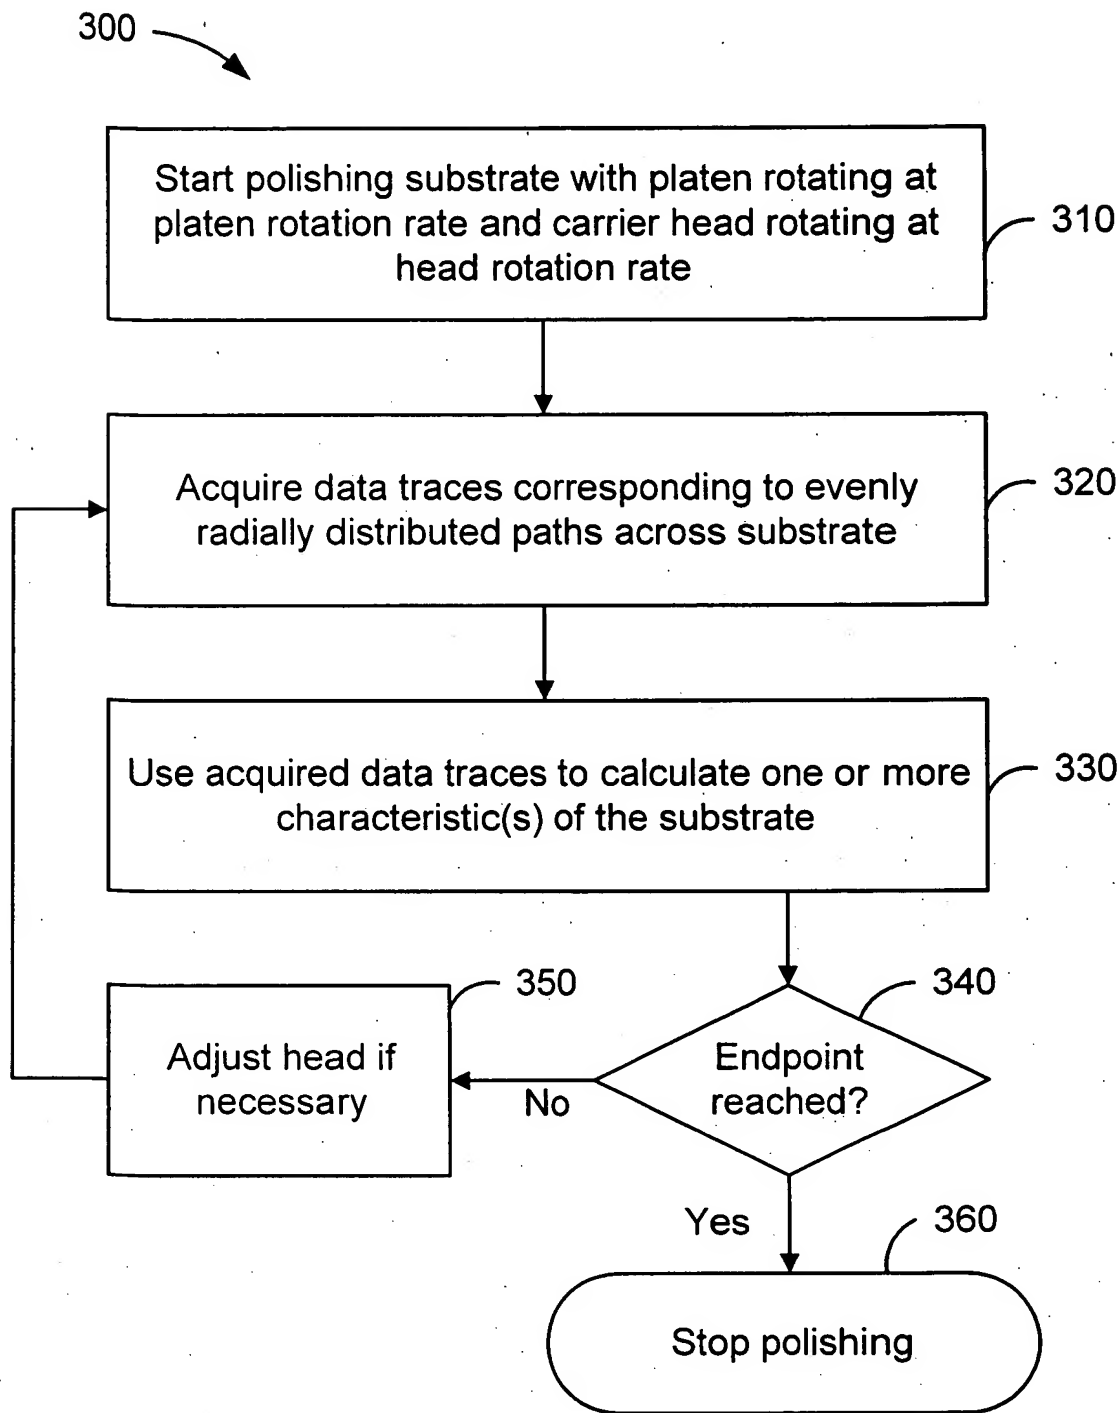 300
Start polishing substrate with platen rotating at
platen rotation rate and carrier head rotating at
head rotation rate
310
Acquire data traces corresponding to evenly
radially distributed paths across substrate
320
Use acquired data traces to calculate one or more
characteristic(s) of the substrate
330
350
340
Adjust head if
necessary
Endpoint
reached?
No
Yes
360
Stop polishing